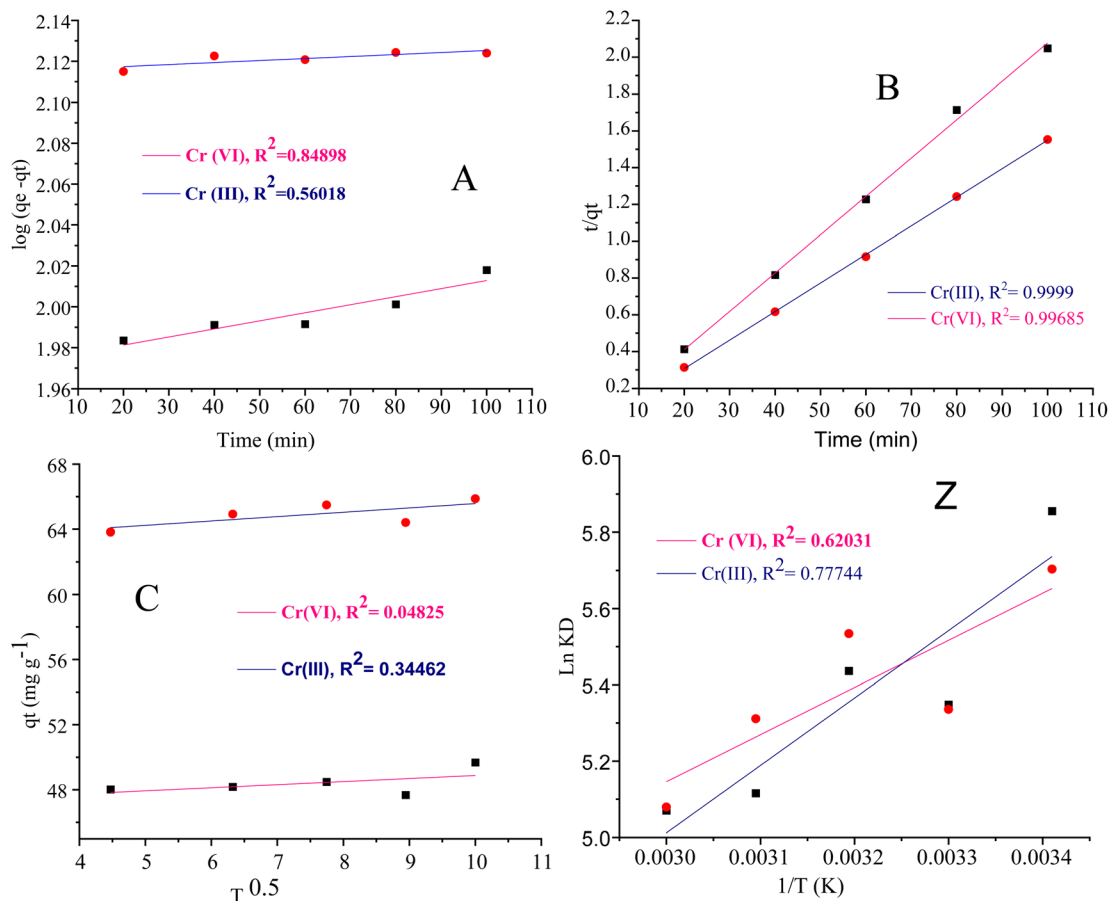 2.14
2.12
2.10
2.08
2.06
2.04
2.02
2.00
1.98
1.96
log (qe -qt)
Cr (VI), R²=0.84898
Cr (III), R²=0.56018
A
10 20 30 40 50 60 70 80 90 100 110
Time (min)
2.2
2.0
1.8
1.6
1.4
1.2
1.0
0.8
0.6
0.4
0.2
t/qt
B
Cr(III), R²= 0.9999
Cr(VI), R²= 0.99685
10 20 30 40 50 60 70 80 90 100 110
Time (min)
68
64
60
56
52
48
qt (mg g⁻¹)
C
Cr(VI), R²= 0.04825
Cr(III), R²= 0.34462
4 5 6 7 8 9 10 11
T 0.5
6.0
5.8
5.6
5.4
5.2
5.0
Ln KD
Z
Cr (VI), R²= 0.62031
Cr(III), R² = 0.77744
0.0030 0.0031 0.0032 0.0033 0.0034
1/T (K)